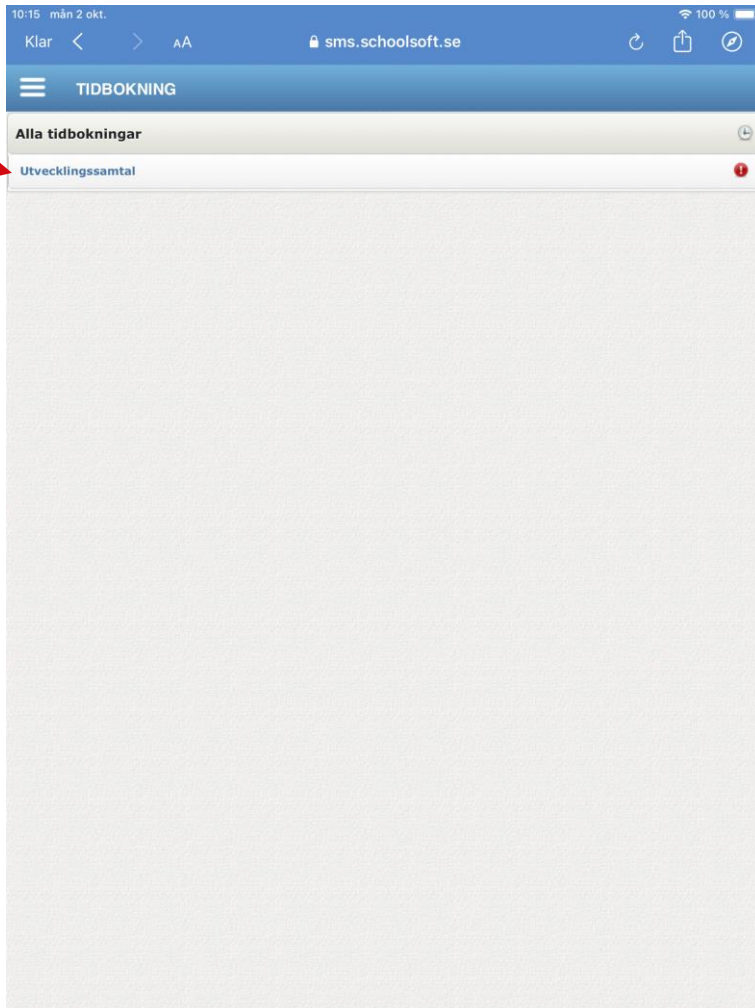 10:15 mån 2 okt. 100 %
Klar AA sms.schoolsoft.se
TIDBOKNING
Alla tidbokningar
Utvecklingssamtal